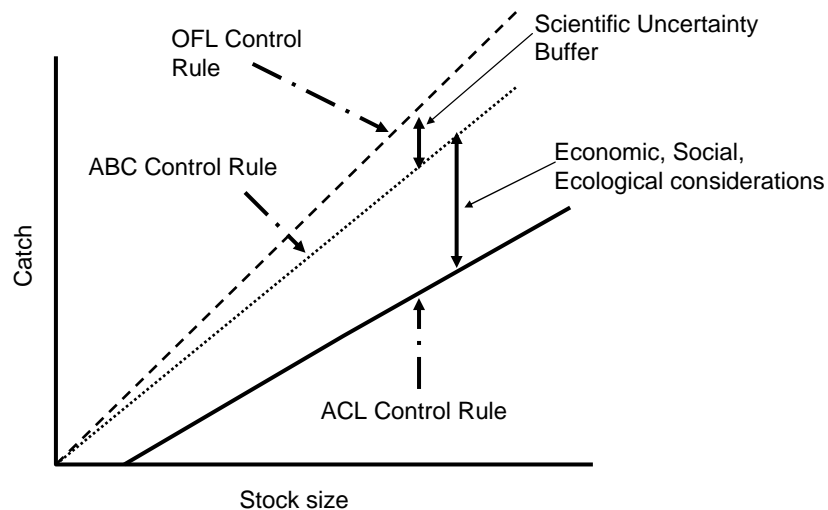 OFL Control
Rule
Scientific Uncertainty
Buffer
ABC Control Rule
Economic, Social,
Ecological considerations
Catch
ACL Control Rule
Stock size